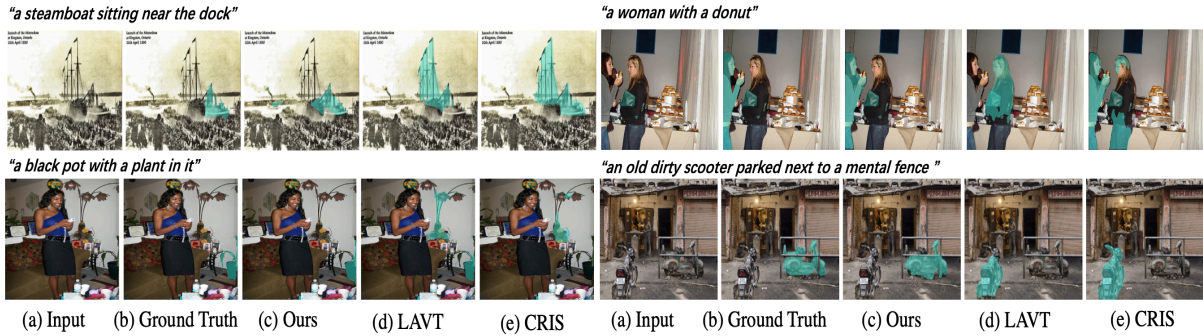 "a steamboat sitting near the dock"
"a woman with a donut"
"a black pot with a plant in it"
"an old dirty scooter parked next to a mental fence "
(a) Input
(b) Ground Truth
(c) Ours
(d) LAVT
(e) CRIS
(a) Input
(b) Ground Truth
(c) Ours
(d) LAVT
(e) CRIS